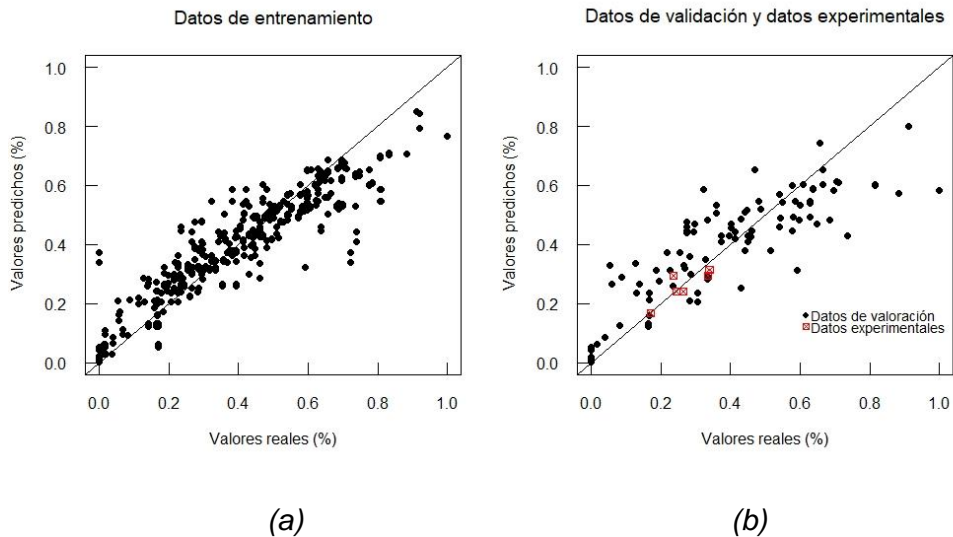 Datos de entrenamiento
Valores predichos (%)
1.0
0.8
0.6
0.4
0.2
0.0
0.0 0.2 0.4 0.6 0.8 1.0
Valores reales (%)
(a)
Datos de validación y datos experimentales
Valores predichos (%)
1.0
0.8
0.6
0.4
0.2
0.0
Datos de valoración
Datos experimentales
0.0 0.2 0.4 0.6 0.8 1.0
Valores reales (%)
(b)